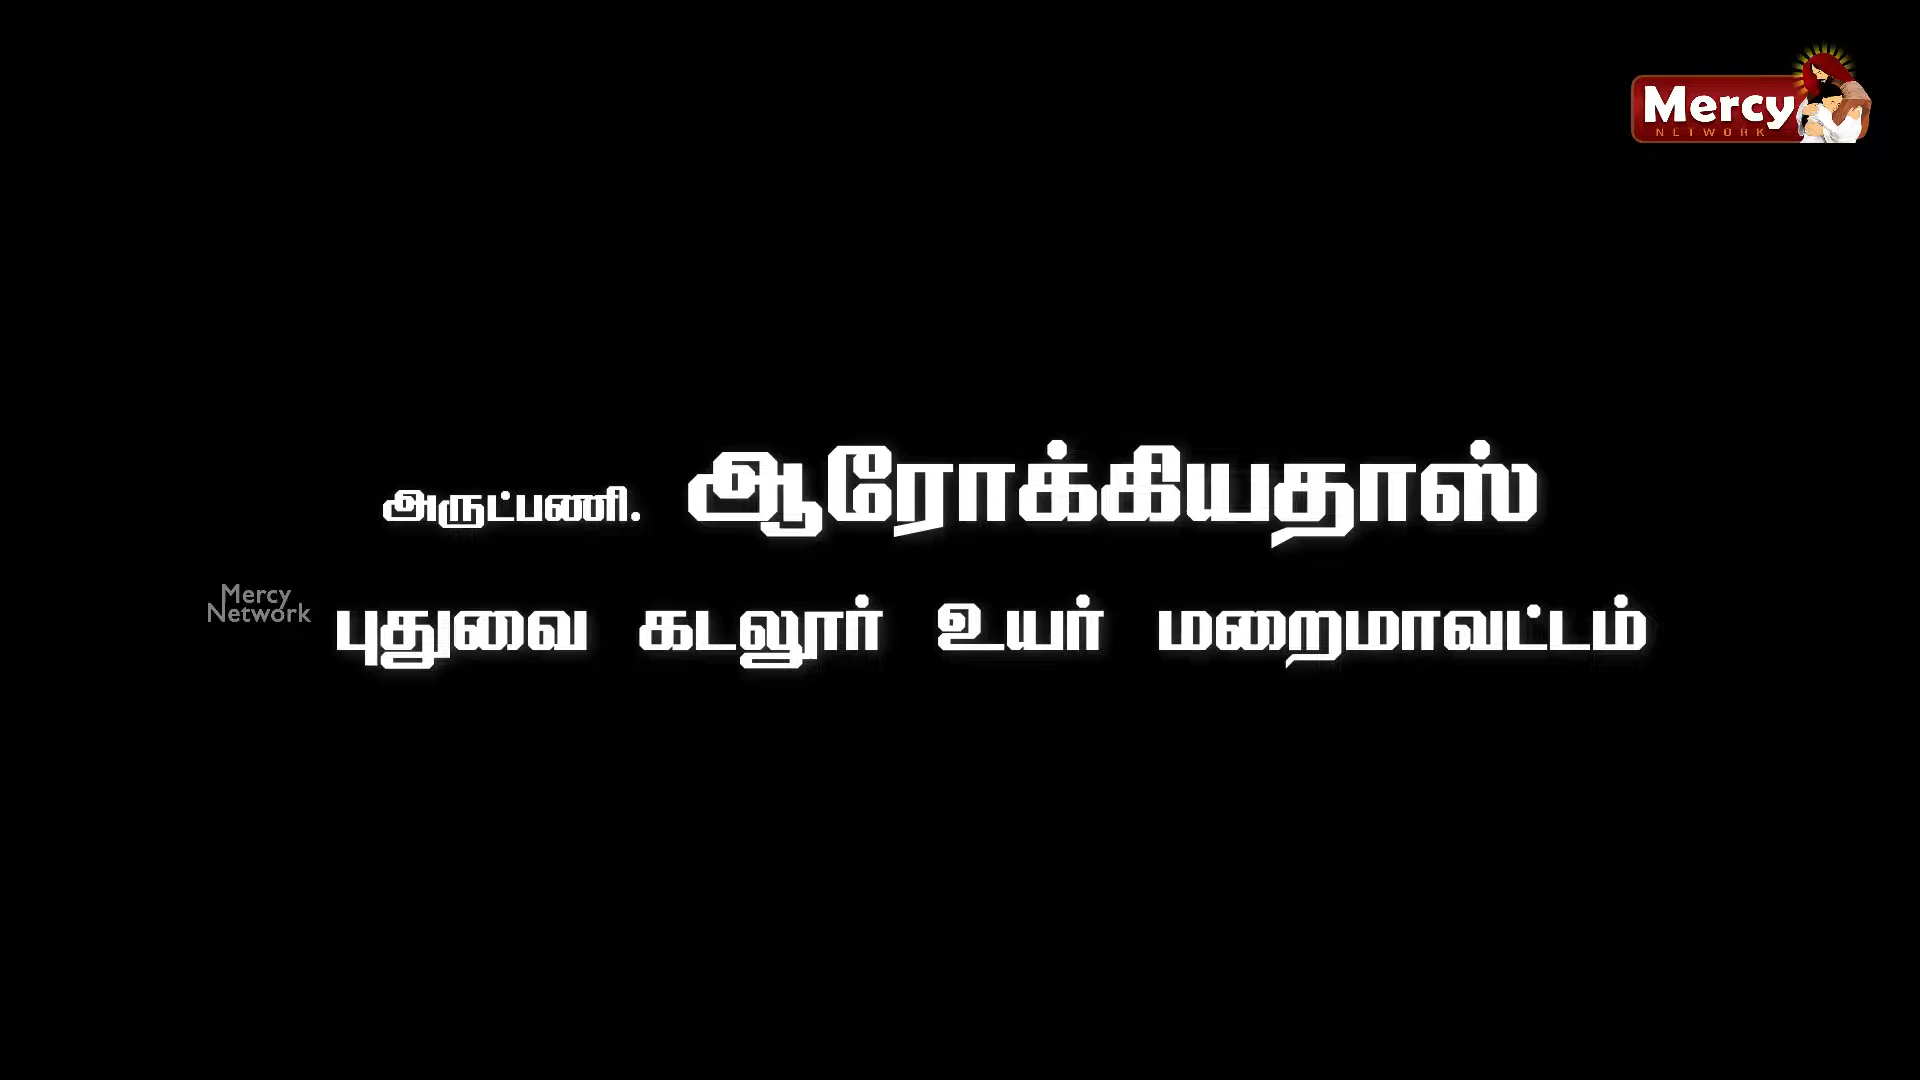 Mercy
NETWORK
அருட்பணி. ஆரோக்கியதாஸ்
Mercy
Network
புதுவை கடலூர் உயர் மறைமாவட்டம்